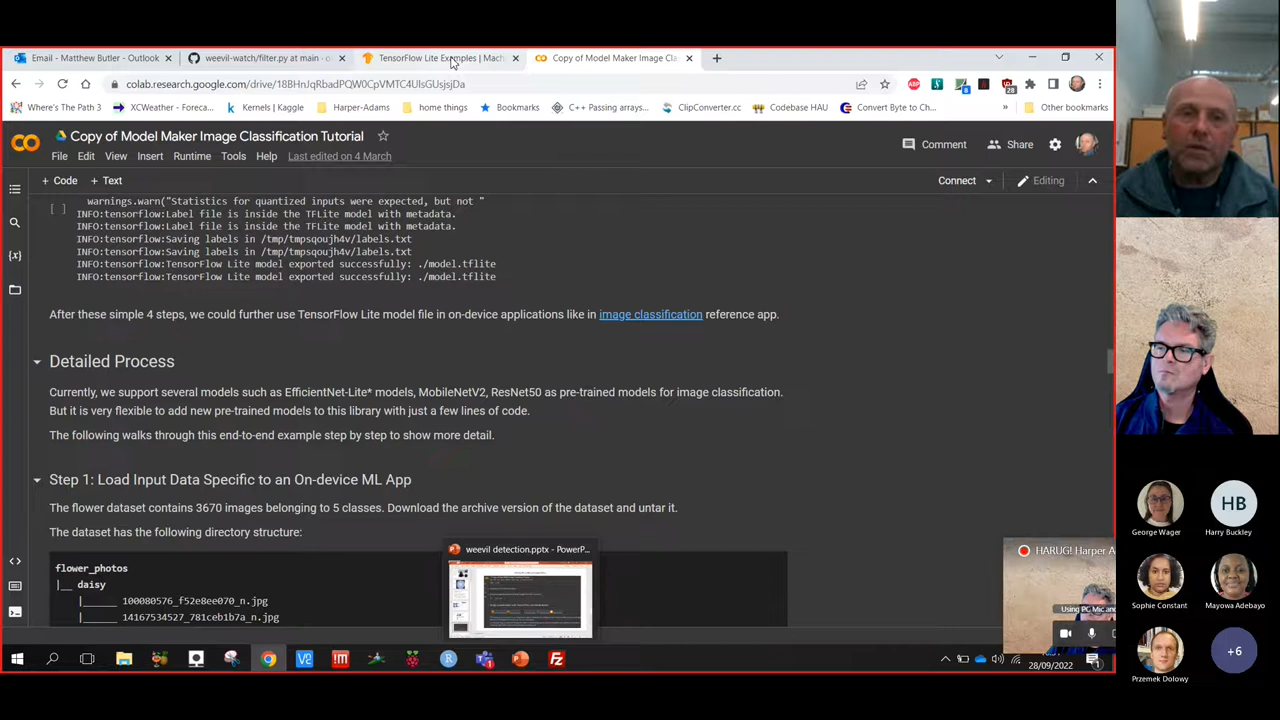 Email - Matthew Butler - Outlook
weevil-watch/filter.py at main · o
TensorFlow Lite Examples | Mach
Copy of Model Maker Image Cla
colab.research.google.com/drive/
Where's The Path 3
XCWeather - Foreca...
Kernels | Kaggle
Harper-Adams
home things
Bookmarks
C++ Passing arrays...
ClipConverter.cc
Codebase HAU
Convert Byte to Ch...
»
Other bookmarks
ABP
8
28
Copy of Model Maker Image Classification Tutorial
File Edit View Insert Runtime Tools Help Last edited on 4 March
Comment
Share
+ Code + Text
Connect
Editing
warnings.warn("Statistics for quantized inputs were expected, but not "
[ ] INFO:tensorflow:Label file is inside the TFLite model with metadata.
INFO:tensorflow:Label file is inside the TFLite model with metadata.
INFO:tensorflow:Saving labels in /tmp/tmpsqoujh4v/labels.txt
INFO:tensorflow:Saving labels in /tmp/tmpsqoujh4v/labels.txt
INFO:tensorflow:TensorFlow Lite model exported successfully: ./model.tflite
INFO:tensorflow:TensorFlow Lite model exported successfully: ./model.tflite
{x}
After these simple 4 steps, we could further use TensorFlow Lite model file in on-device applications like in image classification reference app.
Detailed Process
Currently, we support several models such as EfficientNet-Lite* models, MobileNetV2, ResNet50 as pre-trained models for image classification.
But it is very flexible to add new pre-trained models to this library with just a few lines of code.
The following walks through this end-to-end example step by step to show more detail.
Step 1: Load Input Data Specific to an On-device ML App
The flower dataset contains 3670 images belonging to 5 classes. Download the archive version of the dataset and untar it.
The dataset has the following directory structure:
flower_photos
|__ daisy
|______ 100080576_f52e8ee070_n.jpg
|______ 14167534527_781ceb1b7a_n.jpg
weevil detection.pptx - PowerP...
HARUG! Harper A
Using PC Mic and
28/09/2022
1
George Wager
HB
Harry Buckley
Sophie Constant
Mayowa Adebayo
Przemek Dolowy
+6